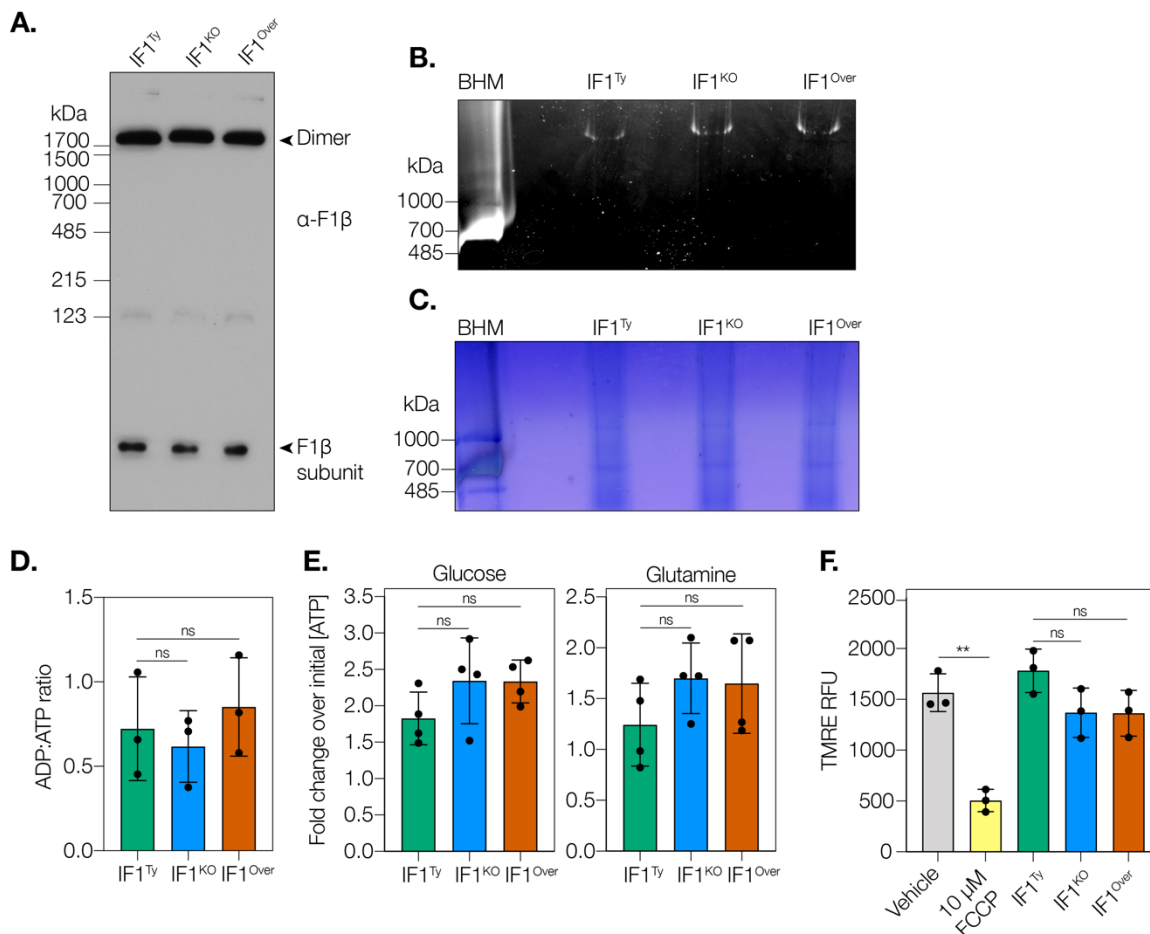 A.
IF1Ty IF1KO IF1Over
kDa
1700
1500
1000
700
485
215
123
Dimer
α-F1β
F1β
subunit
B.
BHM IF1Ty IF1KO IF1Over
kDa
1000
700
485
C.
BHM IF1Ty IF1KO IF1Over
kDa
1000
700
485
D.
ADP:ATP ratio
1.5
1.0
0.5
0.0
ns
ns
IF1Ty IF1KO IF1Over
E.
Glucose
Fold change over initial [ATP]
3.5
3.0
2.5
2.0
1.5
1.0
0.5
0.0
ns
ns
IF1Ty IF1KO IF1Over
Glutamine
2.5
2.0
1.5
1.0
0.5
0.0
ns
ns
IF1Ty IF1KO IF1Over
F.
TMRE RFU
2500
2000
1500
1000
500
0
**
ns
ns
Vehicle
10 µM
FCCP
IF1Ty
IF1KO
IF1Over